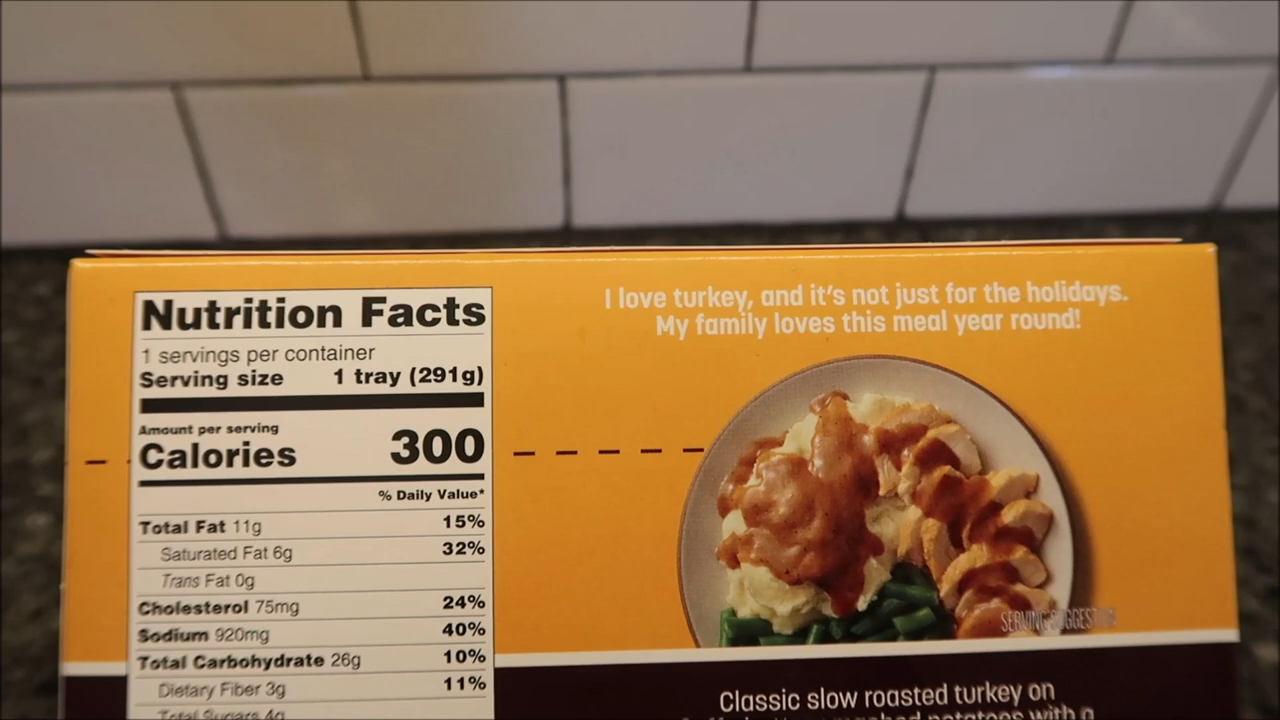 Nutrition Facts
1 servings per container
Serving size 1 tray (291g)
Amount per serving
Calories 300
% Daily Value*
Total Fat 11g 15%
Saturated Fat 6g 32%
Trans Fat 0g
Cholesterol 75mg 24%
Sodium 920mg 40%
Total Carbohydrate 26g 10%
Dietary Fiber 3g 11%
Total Sugars 4g
I love turkey, and it's not just for the holidays.
My family loves this meal year round!
SERVING SUGGESTION
Classic slow roasted turkey on
mashed potatoes with a